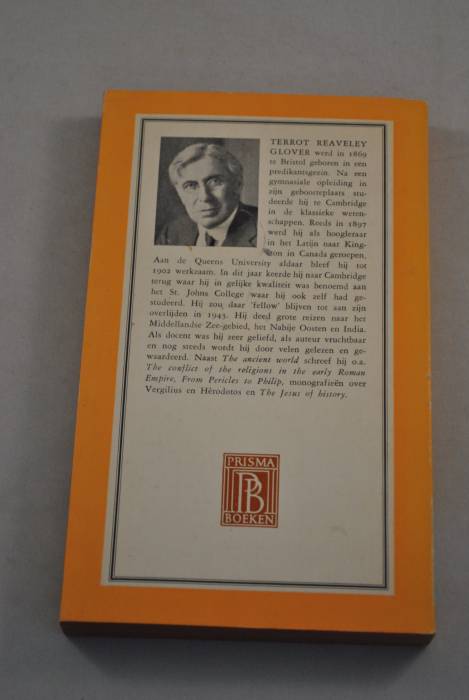 TERROT REAVELEY
GLOVER werd in 1869
te Bristol geboren in een
predikantsgezin. Na een
gymnasiale opleiding in
zijn geboorteplaats stu-
deerde hij te Cambridge
in de klassieke weten-
schappen. Reeds in 1897
werd hij als hoogleraar
in het Latijn naar King-
ston in Canada geroepen.
Aan de Queens University aldaar bleef hij tot
1902 werkzaam. In dit jaar keerde hij naar Cambridge
terug waar hij in gelijke kwaliteit was benoemd aan
het St. Johns College waar hij ook zelf had ge-
studeerd. Hij zou daar 'fellow' blijven tot aan zijn
overlijden in 1943. Hij deed grote reizen naar het
Middellandse Zee-gebied, het Nabije Oosten en India.
Als docent was hij zeer geliefd, als auteur vruchtbaar
en nog steeds wordt hij door velen gelezen en ge-
waardeerd. Naast The ancient world schreef hij o.a.
The conflict of the religions in the early Roman
Empire, From Pericles to Philip, monografieën over
Vergilius en Hérodotos en The Jesus of history.
PRISMA
PB
BOEKEN